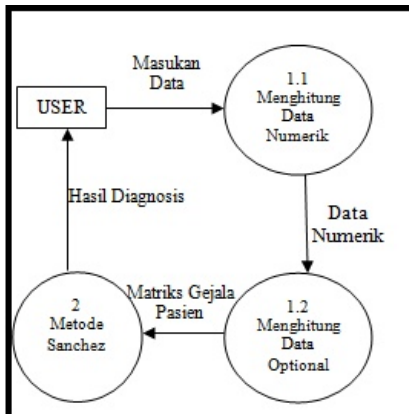 Masukan
Data
USER
1.1
Menghitung
Data
Numerik
Hasil Diagnosis
Data
Numerik
2
Metode
Sanchez
Matriks Gejala
Pasien
1.2
Menghitung
Data
Optional